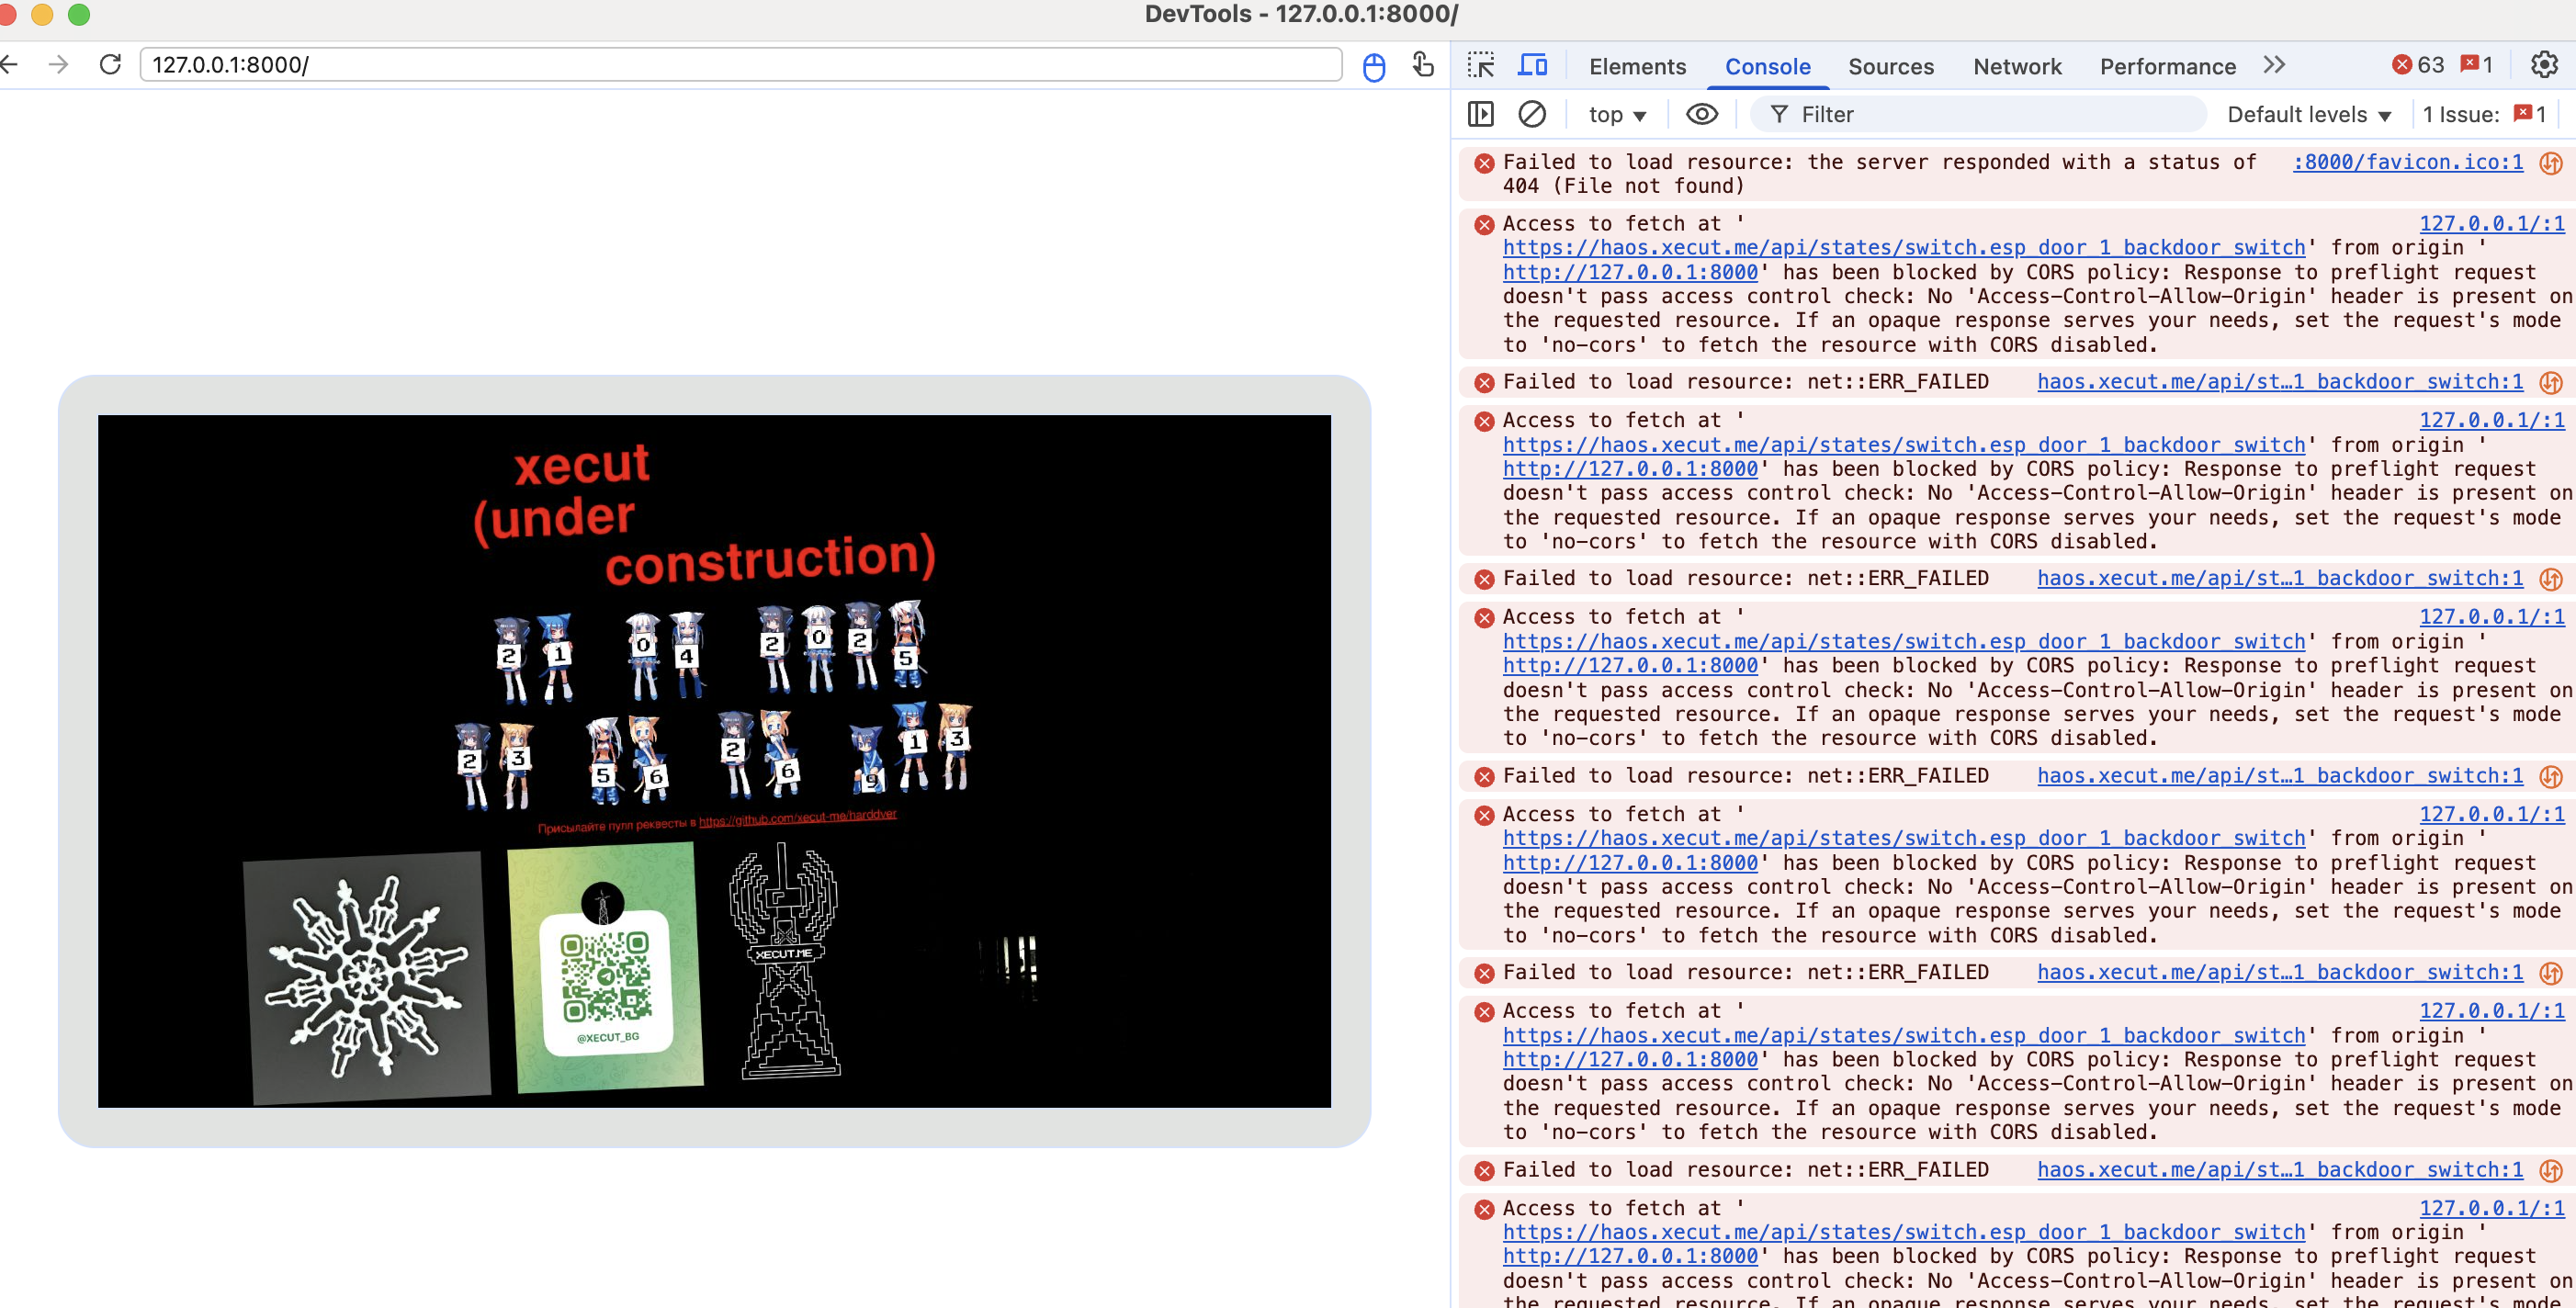 DevTools - 127.0.0.1:8000/
127.0.0.1:8000/
Elements Console Sources Network Performance 63 1
top Filter Default levels 1 Issue: 1
xecut
(under
construction)
21 04 2025
23 56 26 913
Присылайте пулл реквесты в https://github.com/xecut-me/harddver
@XECUT_BG
XECUT.ME
Failed to load resource: the server responded with a status of :8000/favicon.ico:1
404 (File not found)
Access to fetch at ' 127.0.0.1/:1
https://haos.xecut.me/api/states/switch.esp_door_1_backdoor_switch' from origin '
http://127.0.0.1:8000' has been blocked by CORS policy: Response to preflight request
doesn't pass access control check: No 'Access-Control-Allow-Origin' header is present on
the requested resource. If an opaque response serves your needs, set the request's mode
to 'no-cors' to fetch the resource with CORS disabled.
Failed to load resource: net::ERR_FAILED haos.xecut.me/api/st…1_backdoor_switch:1
Access to fetch at ' 127.0.0.1/:1
https://haos.xecut.me/api/states/switch.esp_door_1_backdoor_switch' from origin '
http://127.0.0.1:8000' has been blocked by CORS policy: Response to preflight request
doesn't pass access control check: No 'Access-Control-Allow-Origin' header is present on
the requested resource. If an opaque response serves your needs, set the request's mode
to 'no-cors' to fetch the resource with CORS disabled.
Failed to load resource: net::ERR_FAILED haos.xecut.me/api/st…1_backdoor_switch:1
Access to fetch at ' 127.0.0.1/:1
https://haos.xecut.me/api/states/switch.esp_door_1_backdoor_switch' from origin '
http://127.0.0.1:8000' has been blocked by CORS policy: Response to preflight request
doesn't pass access control check: No 'Access-Control-Allow-Origin' header is present on
the requested resource. If an opaque response serves your needs, set the request's mode
to 'no-cors' to fetch the resource with CORS disabled.
Failed to load resource: net::ERR_FAILED haos.xecut.me/api/st…1_backdoor_switch:1
Access to fetch at ' 127.0.0.1/:1
https://haos.xecut.me/api/states/switch.esp_door_1_backdoor_switch' from origin '
http://127.0.0.1:8000' has been blocked by CORS policy: Response to preflight request
doesn't pass access control check: No 'Access-Control-Allow-Origin' header is present on
the requested resource. If an opaque response serves your needs, set the request's mode
to 'no-cors' to fetch the resource with CORS disabled.
Failed to load resource: net::ERR_FAILED haos.xecut.me/api/st…1_backdoor_switch:1
Access to fetch at ' 127.0.0.1/:1
https://haos.xecut.me/api/states/switch.esp_door_1_backdoor_switch' from origin '
http://127.0.0.1:8000' has been blocked by CORS policy: Response to preflight request
doesn't pass access control check: No 'Access-Control-Allow-Origin' header is present on
the requested resource. If an opaque response serves your needs, set the request's mode
to 'no-cors' to fetch the resource with CORS disabled.
Failed to load resource: net::ERR_FAILED haos.xecut.me/api/st…1_backdoor_switch:1
Access to fetch at ' 127.0.0.1/:1
https://haos.xecut.me/api/states/switch.esp_door_1_backdoor_switch' from origin '
http://127.0.0.1:8000' has been blocked by CORS policy: Response to preflight request
doesn't pass access control check: No 'Access-Control-Allow-Origin' header is present on
the requested resource. If an opaque response serves your needs, set the request's mode